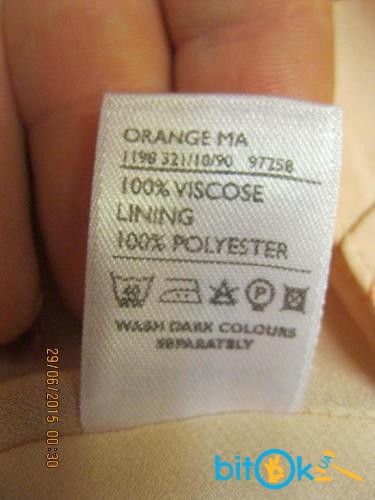 ORANGE MA
1198 321/10/90 97258
100% VISCOSE
LINING
100% POLYESTER
40 P
WASH DARK COLOURS
SEPARATELY
29/06/2015 00:30
bitOk.UA